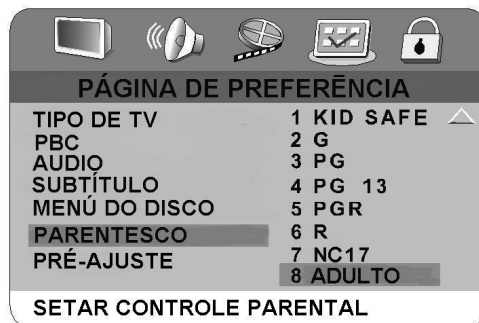 PÁGINA DE PREFERÊNCIA
TIPO DE TV
PBC
AUDIO
SUBTÍTULO
MENÚ DO DISCO
PARENTESCO
PRÉ-AJUSTE
1 KID SAFE
2 G
3 PG
4 PG 13
5 PGR
6 R
7 NC17
8 ADULTO
SETAR CONTROLE PARENTAL